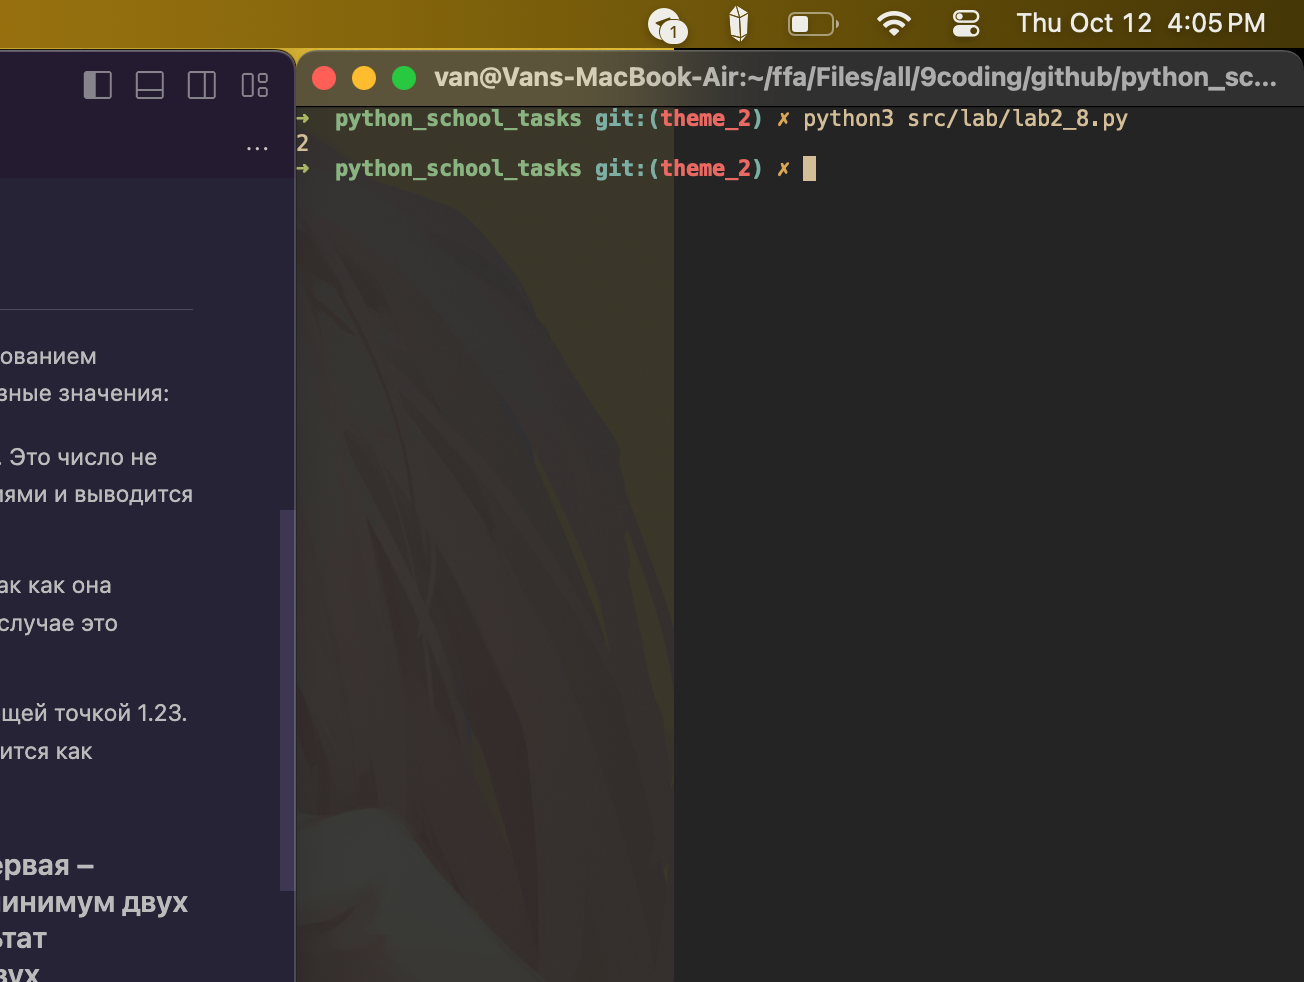 1 Thu Oct 12 4:05 PM
van@Vans-MacBook-Air:~/ffa/Files/all/9coding/github/python_sc...
➜ python_school_tasks git:(theme_2) ✗ python3 src/lab/lab2_8.py
2
➜ python_school_tasks git:(theme_2) ✗
...
ованием
зные значения:
. Это число не
иями и выводится
ак как она
случае это
щей точкой 1.23.
ится как
ервая –
инимум двух
ьтат
вух